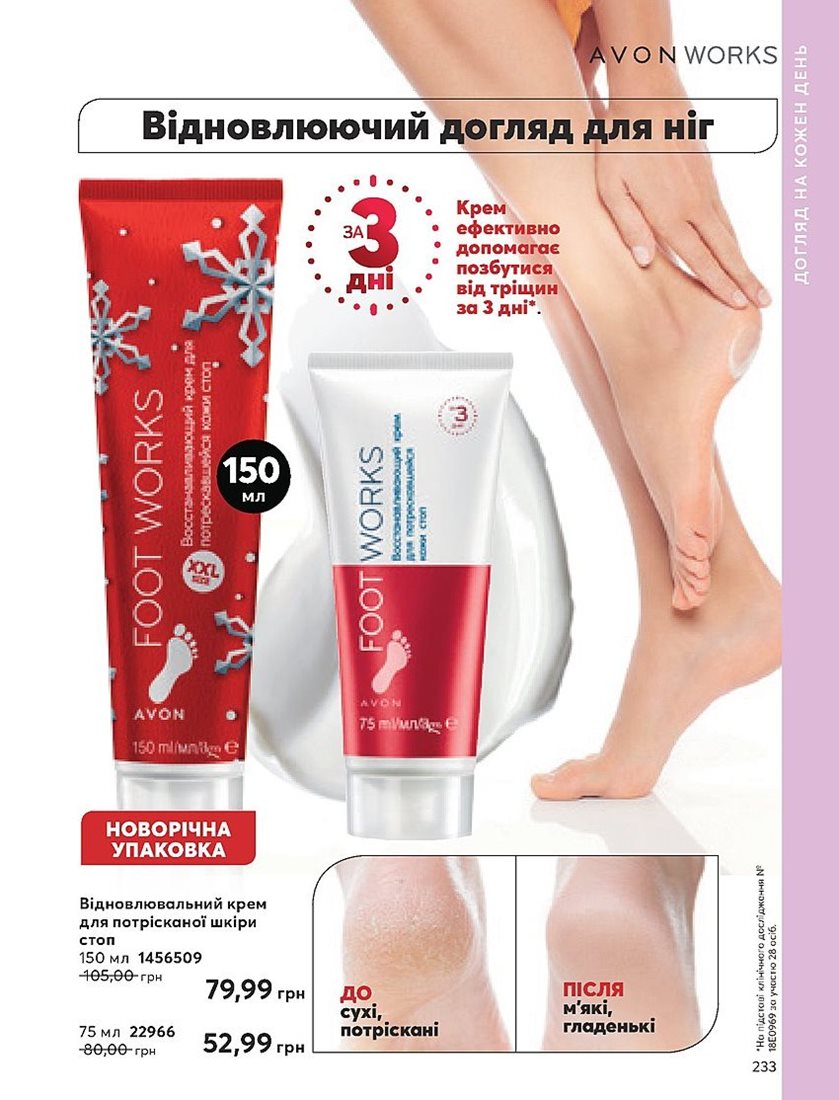 AVON WORKS
ДОГЛЯД НА КОЖЕН ДЕНЬ
Відновлюючий догляд для ніг
ЗА
3
дні
Крем
ефективно
допомагає
позбутися
від тріщин
за 3 дні*.
FOOT WORKS
Восстанавливающий крем для
потрескавшейся кожи стоп
XXL
SIZE
AVON
150 ml/мл/
150
мл
FOOT WORKS
Восстанавливающий крем
для потрескавшейся
кожи стоп
3
AVON
75 ml/мл/
НОВОРІЧНА
УПАКОВКА
Відновлювальний крем
для потрісканої шкіри
стоп
150 мл 1456509
105,00 грн
79,99 грн
75 мл 22966
80,00 грн
52,99 грн
ДО
сухі,
потріскані
ПІСЛЯ
м'які,
гладенькі
*На підставі клінічного дослідження №
18E0969 за участю 28 осіб.
233